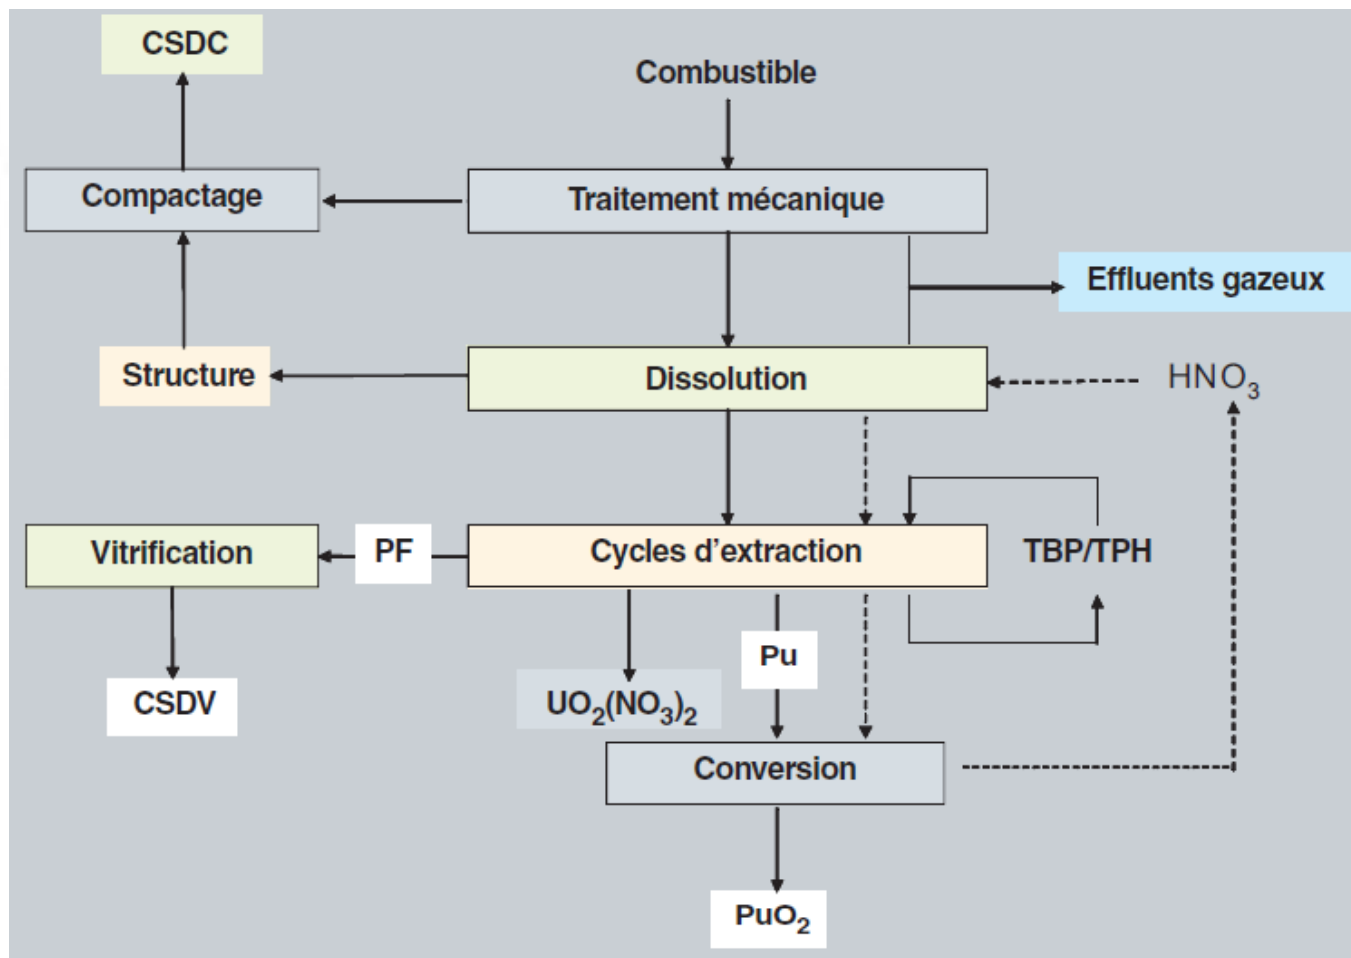 CSDC
Combustible
Compactage
Traitement mécanique
Effluents gazeux
Structure
Dissolution
HNO₃
Vitrification
PF
Cycles d’extraction
TBP/TPH
Pu
CSDV
UO₂(NO₃)₂
Conversion
PuO₂